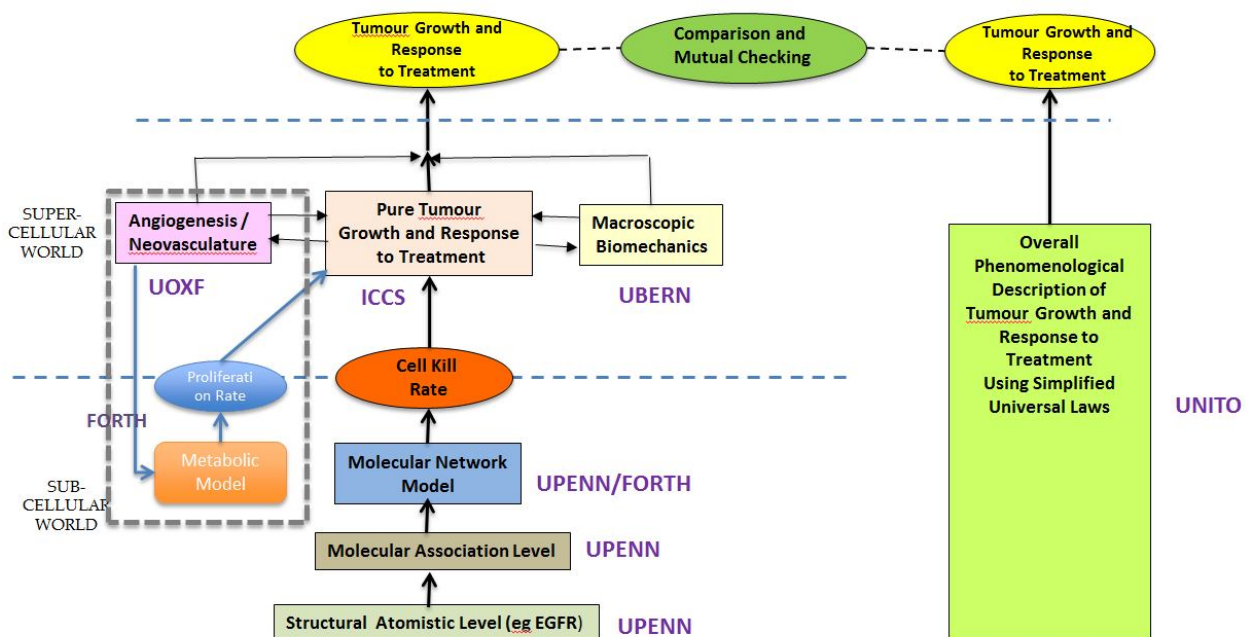 Tumour Growth and
Response
to Treatment
Comparison and
Mutual Checking
Tumour Growth and
Response
to Treatment
SUPER-
CELLULAR
WORLD
Angiogenesis /
Neovasculature
UOXF
Pure Tumour
Growth and Response
to Treatment
ICCS
Macroscopic
Biomechanics
UBERN
Overall
Phenomenological
Description of
Tumour Growth and
Response to
Treatment
Using Simplified
Universal Laws
UNITO
Proliferati
on Rate
Cell Kill
Rate
FORTH
Metabolic
Model
Molecular Network
Model
UPENN/FORTH
SUB-
CELLULAR
WORLD
Molecular Association Level
UPENN
Structural Atomistic Level (eg EGFR)
UPENN